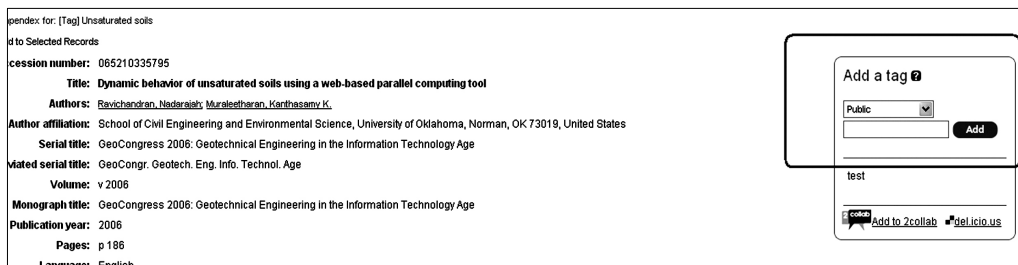 pendex for: [Tag] Unsaturated soils
d to Selected Records
cession number: 065210335795
Title: Dynamic behavior of unsaturated soils using a web-based parallel computing tool
Authors: Ravichandran, Nadarajah; Muraleetharan, Kanthasamy K.
Author affiliation: School of Civil Engineering and Environmental Science, University of Oklahoma, Norman, OK 73019, United States
Serial title: GeoCongress 2006: Geotechnical Engineering in the Information Technology Age
viated serial title: GeoCongr. Geotech. Eng. Info. Technol. Age
Volume: v 2006
Monograph title: GeoCongress 2006: Geotechnical Engineering in the Information Technology Age
Publication year: 2006
Pages: p 186
Language: English
Add a tag ?
Public
Add
test
2 collab Add to 2collab del.icio.us